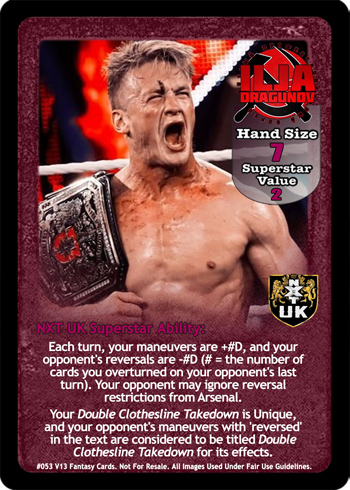 ILJA
DRAGUNOV
Hand Size
7
Superstar
Value
2
NXT UK Superstar Ability:
NXT
UK
Each turn, your maneuvers are +#D, and your
opponent's reversals are -#D (# = the number of
cards you overturned on your opponent's last
turn). Your opponent may ignore reversal
restrictions from Arsenal.
Your Double Clothesline Takedown is Unique,
and your opponent's maneuvers with 'reversed'
in the text are considered to be titled Double
Clothesline Takedown for its effects.
#053 V13 Fantasy Cards. Not For Resale. All Images Used Under Fair Use Guidelines.